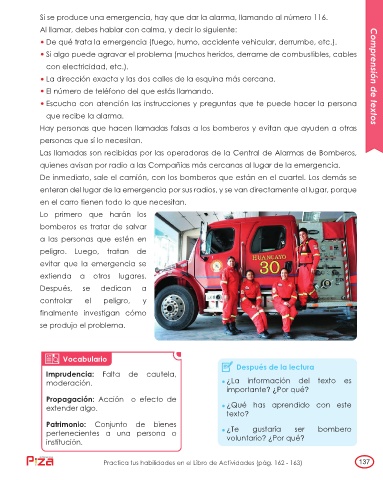 Si se produce una emergencia, hay que dar la alarma, llamando al número 116.
Al llamar, debes hablar con calma, y decir lo siguiente:
• De qué trata la emergencia (fuego, humo, accidente vehicular, derrumbe, etc.).
• Si algo puede agravar el problema (muchos heridos, derrame de combustibles, cables
con electricidad, etc.).
• La dirección exacta y las dos calles de la esquina más cercana.
• El número de teléfono del que estás llamando.
• Escucha con atención las instrucciones y preguntas que te puede hacer la persona
que recibe la alarma.
Hay personas que hacen llamadas falsas a los bomberos y evitan que ayuden a otras
personas que sí lo necesitan.
Las llamadas son recibidas por las operadoras de la Central de Alarmas de Bomberos,
quienes avisan por radio a las Compañías más cercanas al lugar de la emergencia.
De inmediato, sale el camión, con los bomberos que están en el cuartel. Los demás se
enteran del lugar de la emergencia por sus radios, y se van directamente al lugar, porque
en el carro tienen todo lo que necesitan.
Lo primero que harán los
bomberos es tratar de salvar
a las personas que estén en
peligro. Luego, tratan de
evitar que la emergencia se
extienda a otros lugares.
Después, se dedican a
controlar el peligro, y
finalmente investigan cómo
se produjo el problema.
HUANCAYO
30
Comprensión de textos
Vocabulario
Imprudencia: Falta de cautela,
moderación.
Propagación: Acción o efecto de
extender algo.
Patrimonio: Conjunto de bienes
pertenecientes a una persona o
institución.
Después de la lectura
• ¿La información del texto es
importante? ¿Por qué?
• ¿Qué has aprendido con este
texto?
• ¿Te gustaría ser bombero
voluntario? ¿Por qué?
Pizza
Practica tus habilidades en el Libro de Actividades (pág. 162 - 163)
137